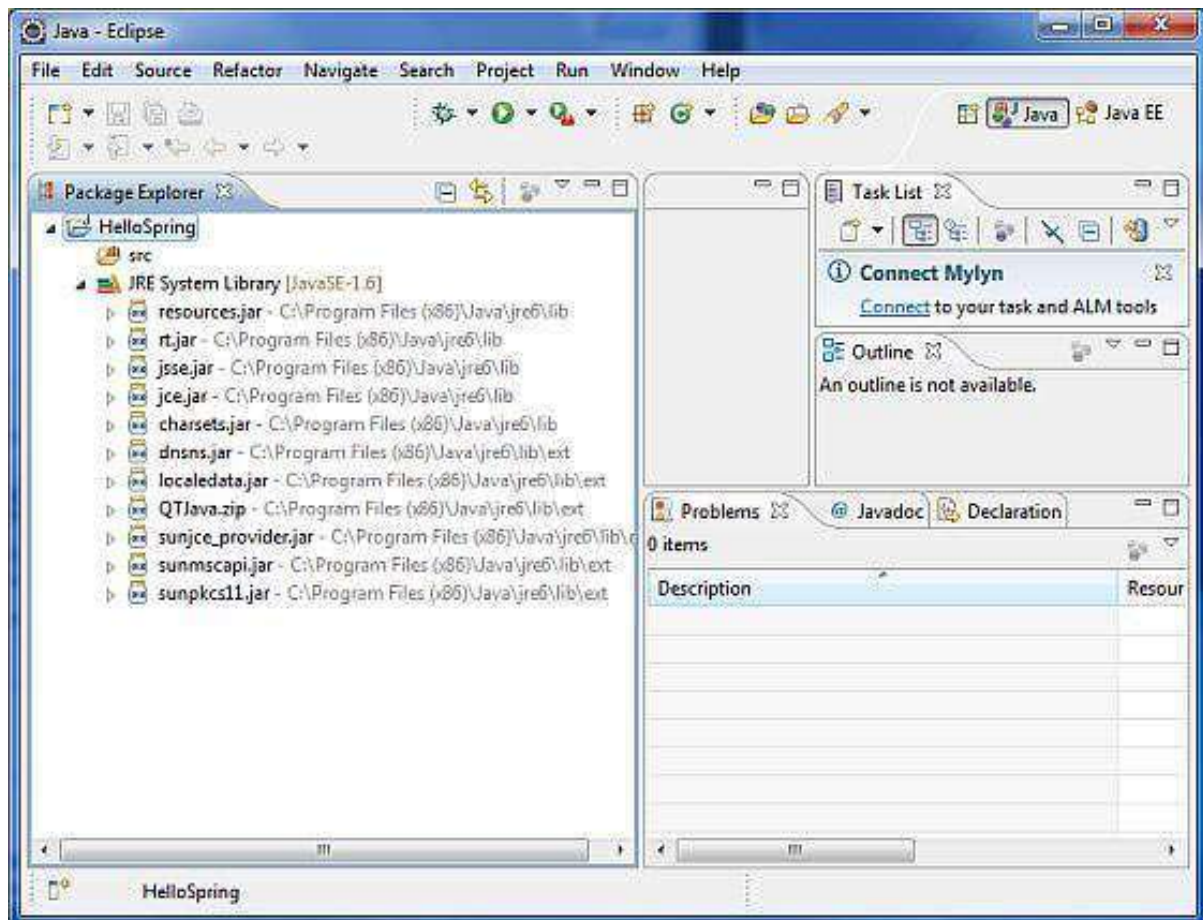 Java - Eclipse
File Edit Source Refactor Navigate Search Project Run Window Help
Java Java EE
Package Explorer
HelloSpring
src
JRE System Library [JavaSE-1.6]
resources.jar - C:\Program Files (x86)\Java\jre6\lib
rt.jar - C:\Program Files (x86)\Java\jre6\lib
jsse.jar - C:\Program Files (x86)\Java\jre6\lib
jce.jar - C:\Program Files (x86)\Java\jre6\lib
charsets.jar - C:\Program Files (x86)\Java\jre6\lib
dnsns.jar - C:\Program Files (x86)\Java\jre6\lib\ext
localedata.jar - C:\Program Files (x86)\Java\jre6\lib\ext
QTJava.zip - C:\Program Files (x86)\Java\jre6\lib\ext
sunjce_provider.jar - C:\Program Files (x86)\Java\jre6\lib\
sunmscapi.jar - C:\Program Files (x86)\Java\jre6\lib\ext
sunpkcs11.jar - C:\Program Files (x86)\Java\jre6\lib\ext
Task List
Connect Mylyn
Connect to your task and ALM tools
Outline
An outline is not available.
Problems @ Javadoc Declaration
0 items
Description Resour
HelloSpring